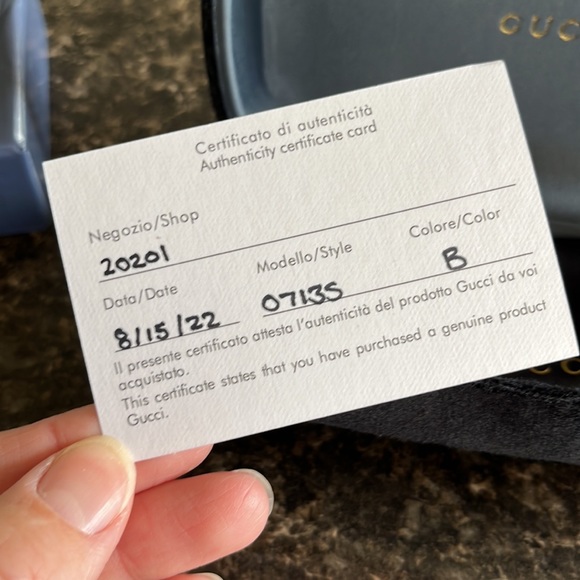 GUC
Certificato di autenticità
Authenticity certificate card
Negozio/Shop
20201
Data/Date
Modello/Style
Colore/Color
8/15/22
0713S
B
Il presente certificato attesta l'autenticità del prodotto Gucci da voi
acquistato.
This certificate states that you have purchased a genuine product
Gucci.